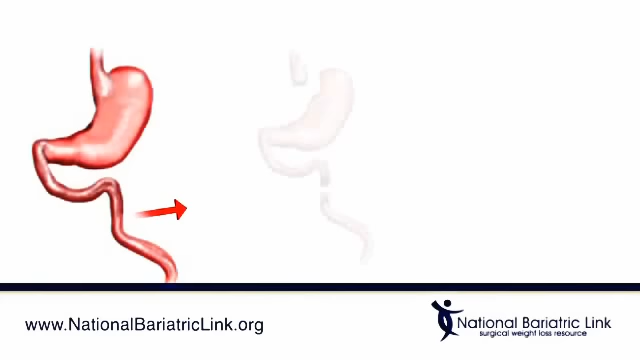 www.NationalBariatricLink.org
National Bariatric Link
surgical weight loss resource